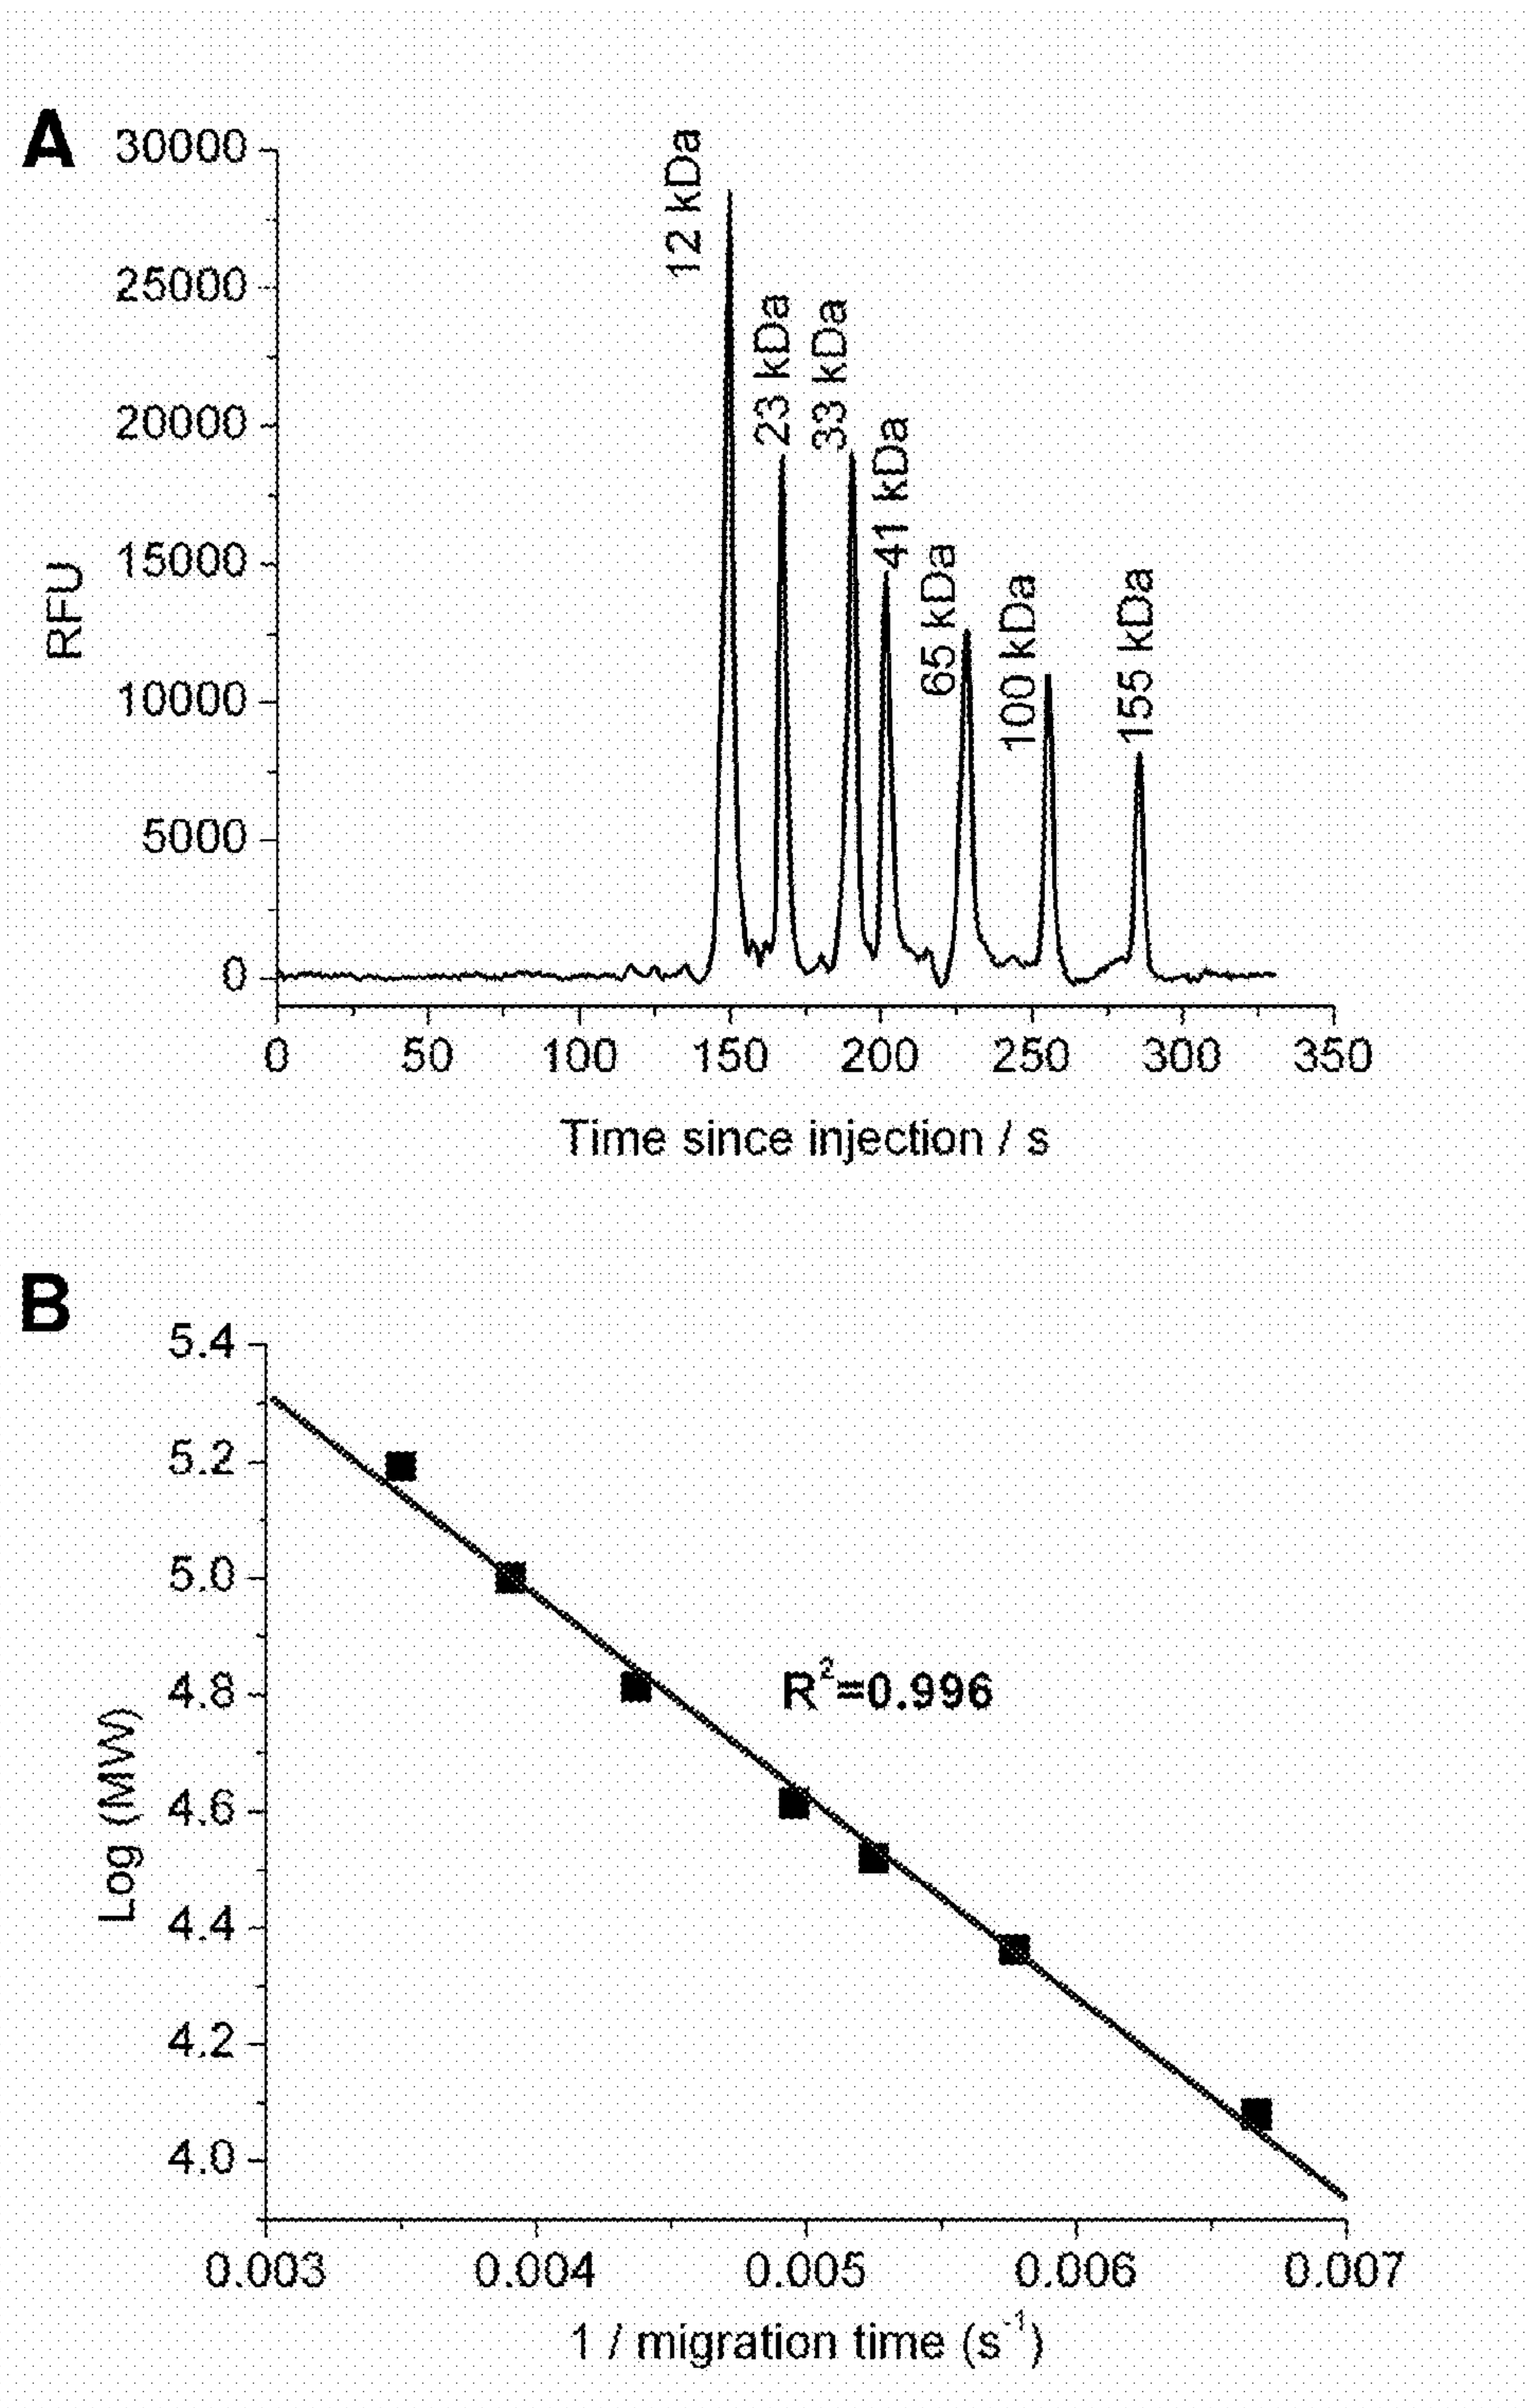 A
30000
25000
20000
15000
10000
5000
0
RFU
12 kDa
23 kDa
33 kDa
41 kDa
65 kDa
100 kDa
155 kDa
0 50 100 150 200 250 300 350
Time since injection / s
B
5.4
5.2
5.0
4.8
4.6
4.4
4.2
4.0
Log (MW)
R²=0.996
0.003 0.004 0.005 0.006 0.007
1 / migration time (s⁻¹)